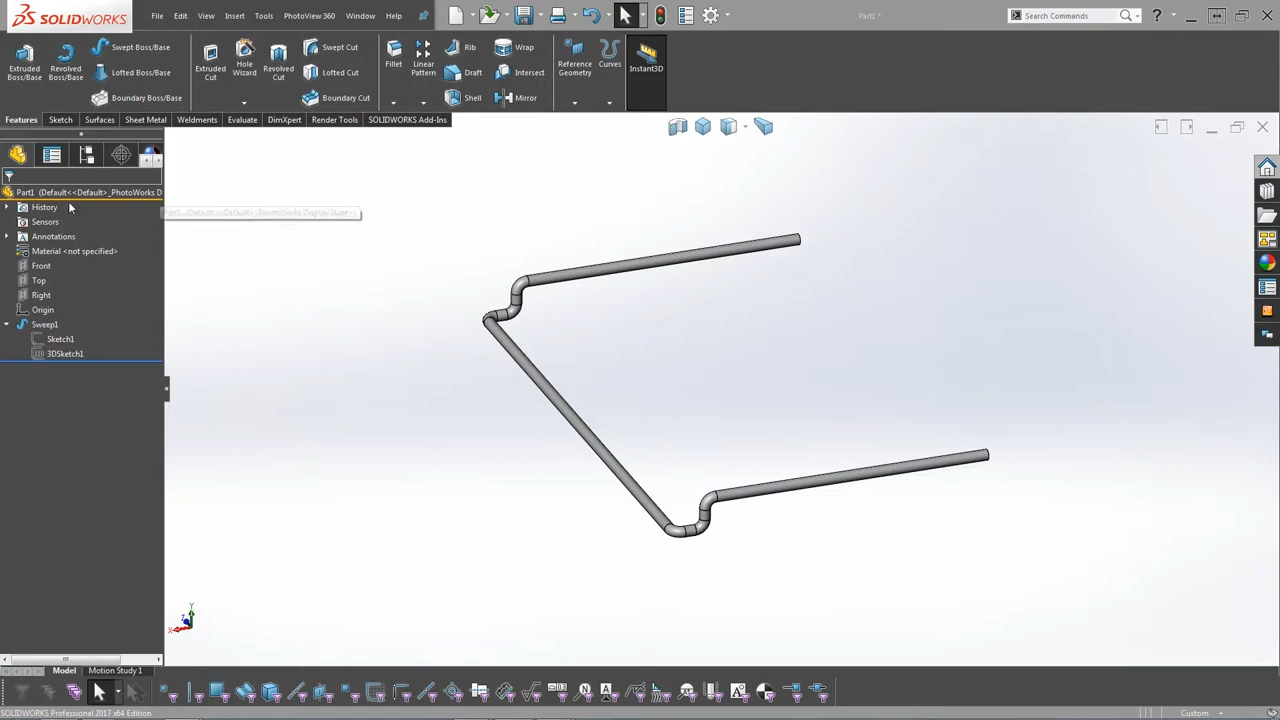 SOLIDWORKS
File Edit View Insert Tools PhotoView 360 Window Help
Part1 *
Search Commands
Extruded Boss/Base
Revolved Boss/Base
Swept Boss/Base
Lofted Boss/Base
Boundary Boss/Base
Extruded Cut
Hole Wizard
Revolved Cut
Swept Cut
Lofted Cut
Boundary Cut
Fillet
Linear Pattern
Rib
Draft
Shell
Wrap
Intersect
Mirror
Reference Geometry
Curves
Instant3D
Features Sketch Surfaces Sheet Metal Weldments Evaluate DimXpert Render Tools SOLIDWORKS Add-Ins
Part1 (Default<<Default>_PhotoWorks D
History
Sensors
Annotations
Material <not specified>
Front
Top
Right
Origin
Sweep1
Sketch1
3DSketch1
Y
Z
X
Model Motion Study 1
SOLIDWORKS Professional 2017 x64 Edition
Custom